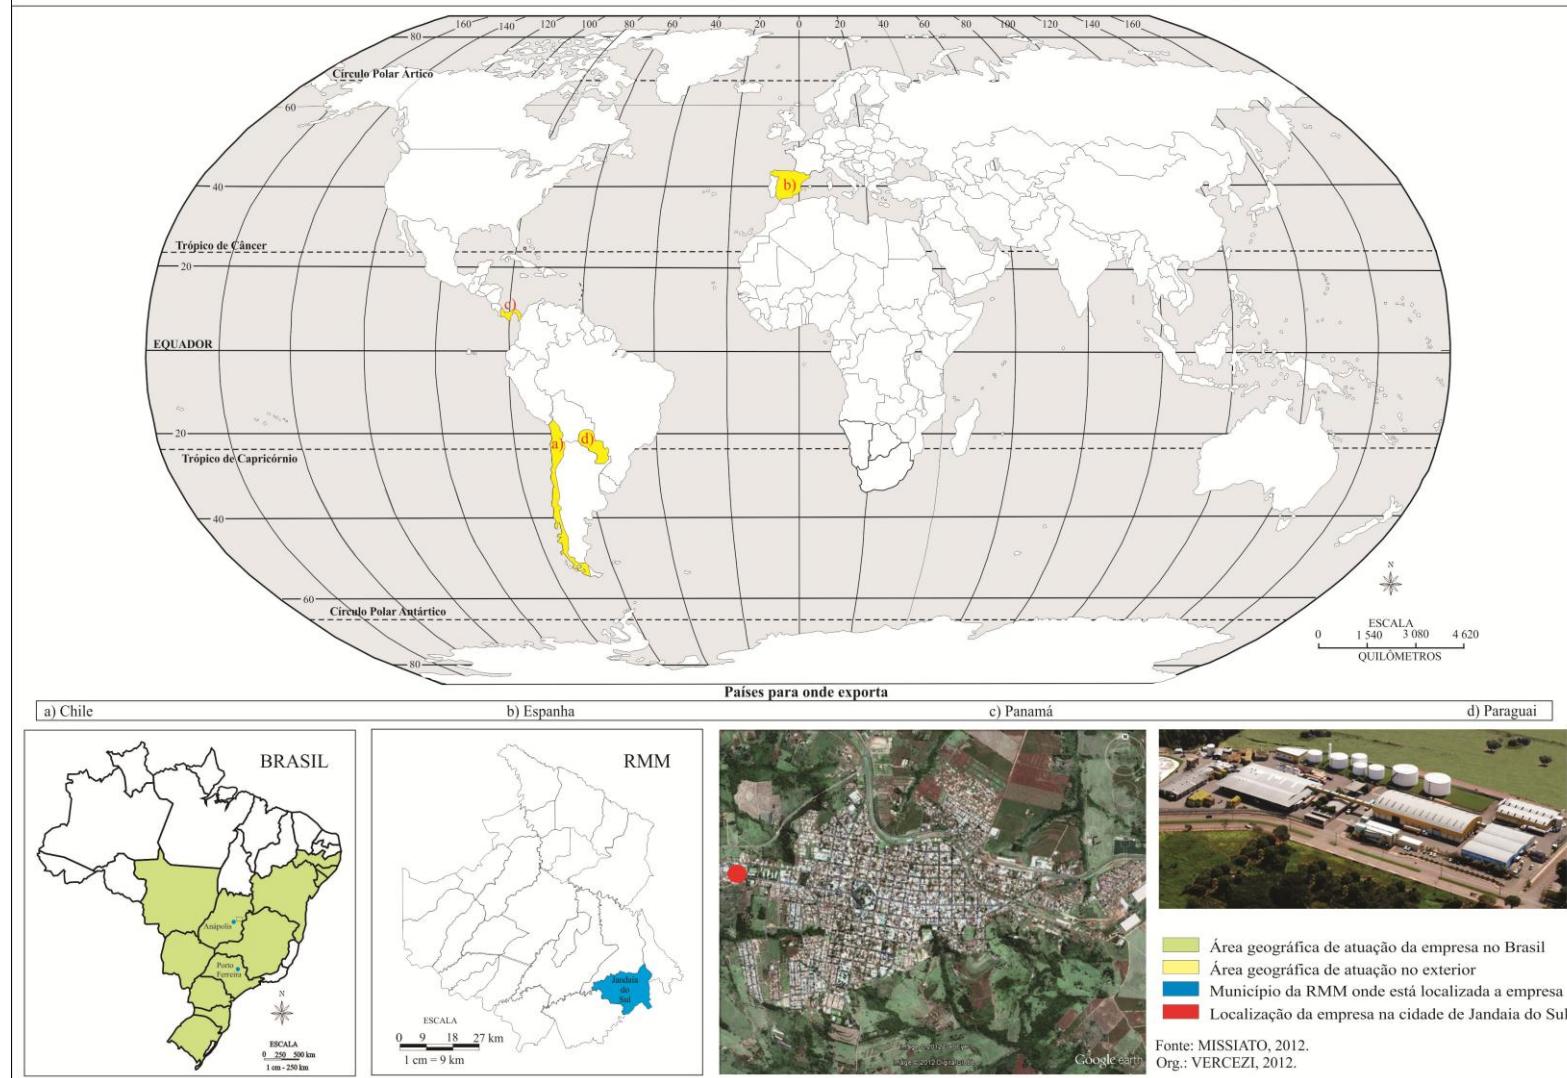 160 140 120 100 80 60 40 20 0 20 40 60 80 100 120 140 160
80
Círculo Polar Ártico
60
40
b)
Trópico de Câncer
20
c)
EQUADOR
20
a) d)
Trópico de Capricórnio
40
N
60
Círculo Polar Antártico
ESCALA
0 1 540 3 080 4 620
QUILÔMETROS
80
Países para onde exporta
a) Chile b) Espanha c) Panamá d) Paraguai
BRASIL
Anápolis
Porto
Ferreira
N
ESCALA
0 250 500 km
1 cm - 250 km
RMM
Jandaia
do
Sul
ESCALA
0 9 18 27 km
1 cm = 9 km
Google earth
Área geográfica de atuação da empresa no Brasil
Área geográfica de atuação no exterior
Município da RMM onde está localizada a empresa
Localização da empresa na cidade de Jandaia do Sul
Fonte: MISSIATO, 2012.
Org.: VERCEZI, 2012.